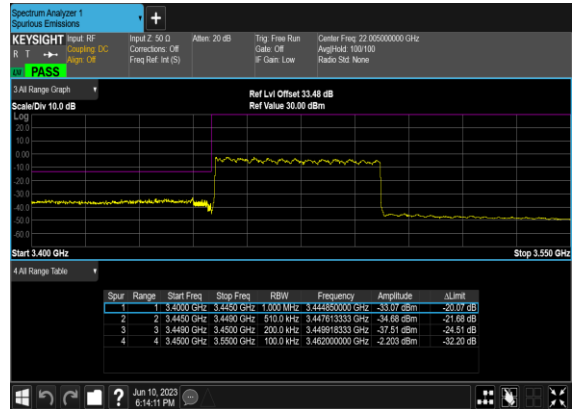 Spectrum Analyzer 1
Spurious Emissions
KEYSIGHT
R T
LW PASS
Input: RF
Coupling: DC
Align: Off
Input Z: 50 Ω
Corrections: Off
Freq Ref: Int (S)
Atten: 20 dB
Trig: Free Run
Gate: Off
IF Gain: Low
Center Freq: 22.005000000 GHz
Avg|Hold: 100/100
Radio Std: None
3 All Range Graph
Scale/Div 10.0 dB
Ref Lvl Offset 33.48 dB
Ref Value 30.00 dBm
Log
20.0
10.0
0.00
-10.0
-20.0
-30.0
-40.0
-50.0
-60.0
Start 3.400 GHz
Stop 3.550 GHz
4 All Range Table
Spur Range Start Freq Stop Freq RBW Frequency Amplitude ΔLimit
1 1 3.4000 GHz 3.4450 GHz 1.000 MHz 3.444850000 GHz -33.07 dBm -20.07 dB
2 2 3.4450 GHz 3.4490 GHz 510.0 kHz 3.447613333 GHz -34.68 dBm -21.68 dB
3 3 3.4490 GHz 3.4500 GHz 200.0 kHz 3.449918333 GHz -37.51 dBm -24.51 dB
4 4 3.4500 GHz 3.5500 GHz 100.0 kHz 3.462000000 GHz -2.203 dBm -32.20 dB
?
Jun 10, 2023
6:14:11 PM